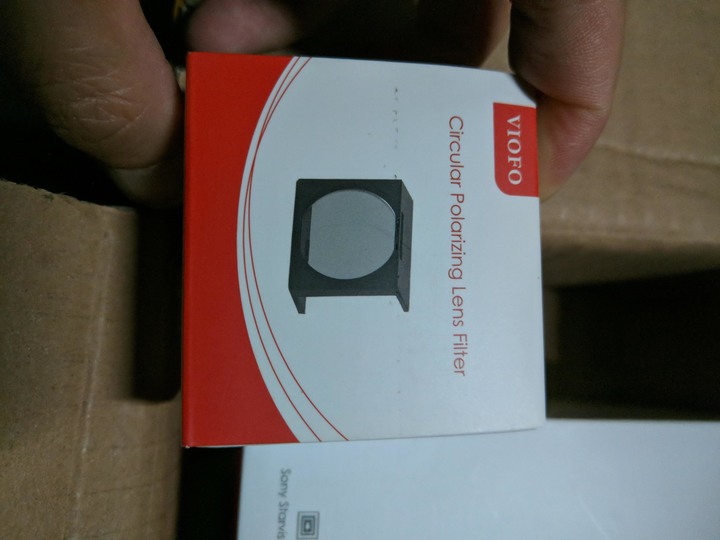 VIOFO
Circular Polarizing Lens Filter
Sony Starvis